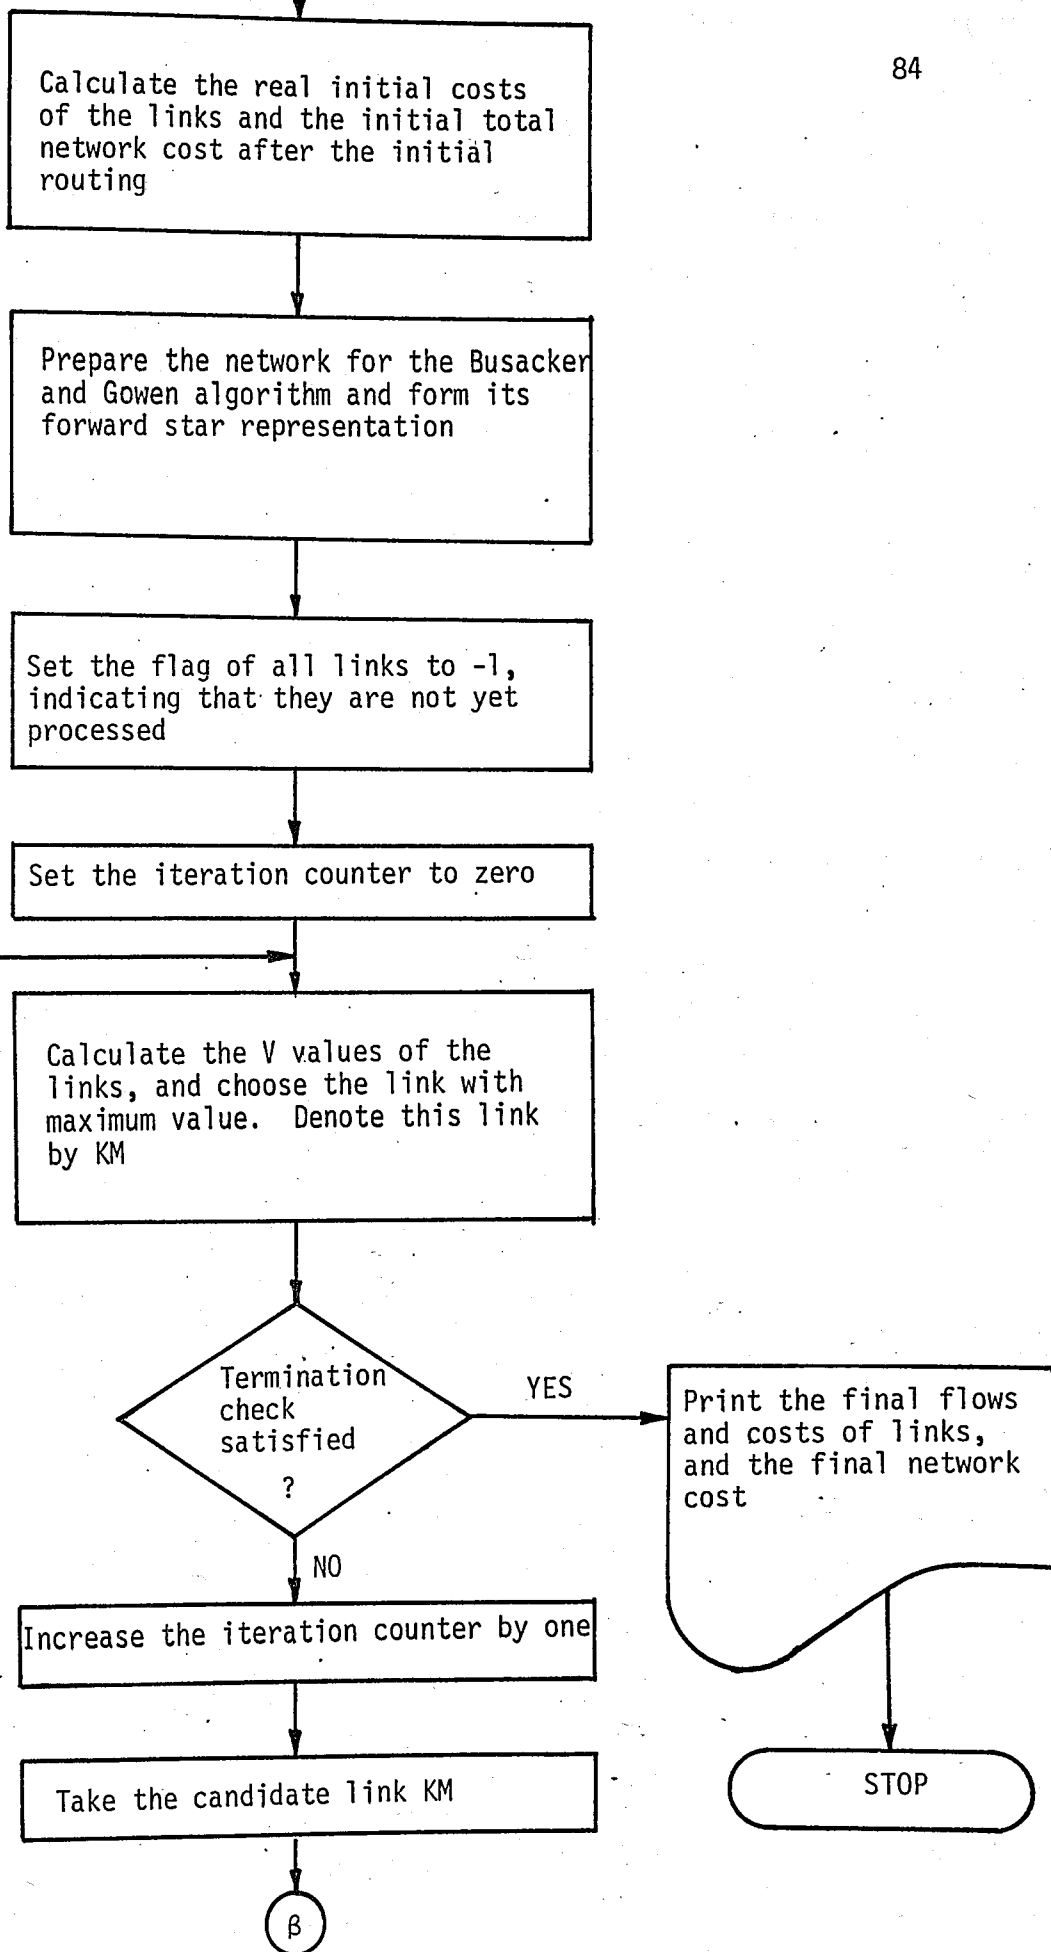 84
Calculate the real initial costs
of the links and the initial total
network cost after the initial
routing
Prepare the network for the Busacker
and Gowen algorithm and form its
forward star representation
Set the flag of all links to -1,
indicating that they are not yet
processed
Set the iteration counter to zero
Calculate the V values of the
links, and choose the link with
maximum value. Denote this link
by KM
Termination
check
satisfied
?
YES
Print the final flows
and costs of links,
and the final network
cost
NO
Increase the iteration counter by one
Take the candidate link KM
STOP
β